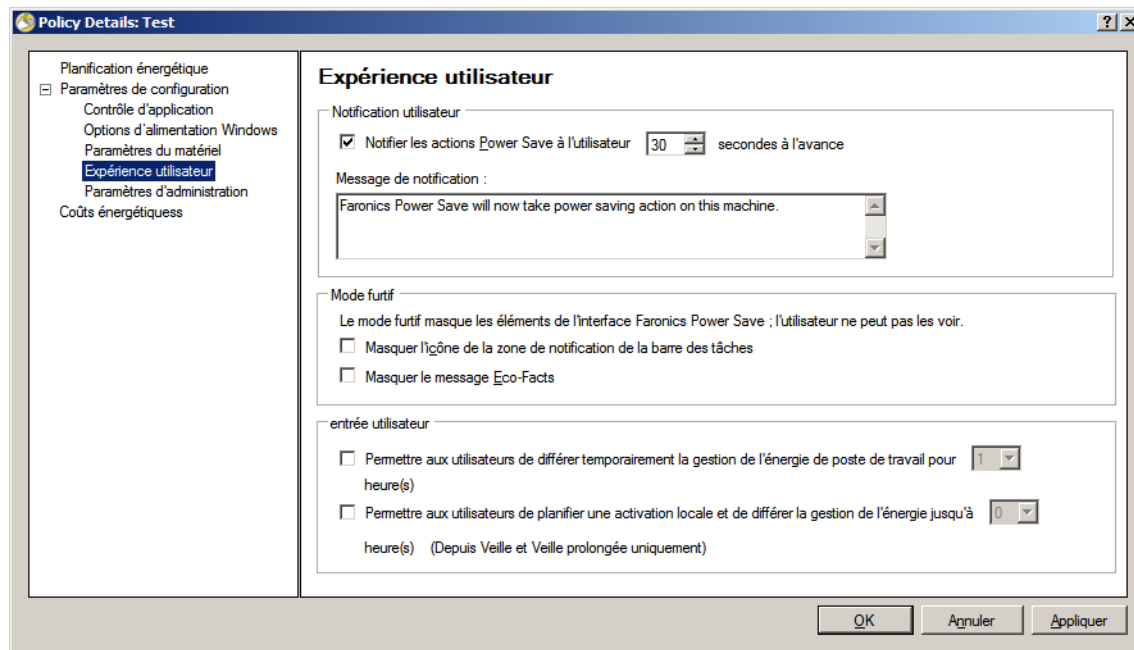 Policy Details: Test
Planification énergétique
Paramètres de configuration
Contrôle d'application
Options d'alimentation Windows
Paramètres du matériel
Expérience utilisateur
Paramètres d'administration
Coûts énergétiquess
Expérience utilisateur
Notification utilisateur
Notifier les actions Power Save à l'utilisateur 30 secondes à l'avance
Message de notification :
Faronics Power Save will now take power saving action on this machine.
Mode furtif
Le mode furtif masque les éléments de l'interface Faronics Power Save ; l'utilisateur ne peut pas les voir.
Masquer l'icône de la zone de notification de la barre des tâches
Masquer le message Eco-Facts
entrée utilisateur
Permettre aux utilisateurs de différer temporairement la gestion de l'énergie de poste de travail pour 1
heure(s)
Permettre aux utilisateurs de planifier une activation locale et de différer la gestion de l'énergie jusqu'à 0
heure(s) (Depuis Veille et Veille prolongée uniquement)
OK Annuler Appliquer